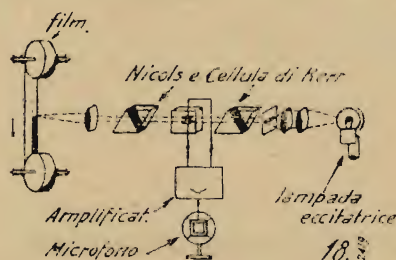 film.
Nicols e Cellula di Kerr
lampada
eccitatrice
Amplificat.
Microfono
18.